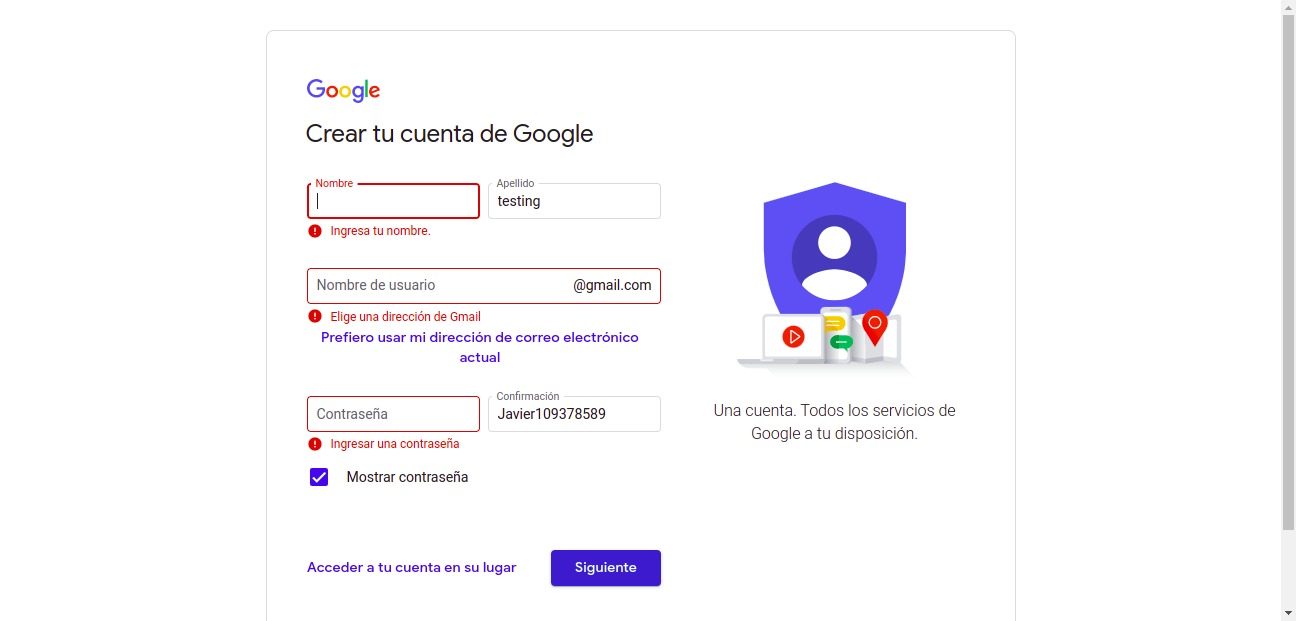 Google
Crear tu cuenta de Google
Nombre
Apellido
testing
Ingresa tu nombre.
Nombre de usuario
@gmail.com
Elige una dirección de Gmail
Prefiero usar mi dirección de correo electrónico
actual
Contraseña
Confirmación
Javier109378589
Ingresar una contraseña
Mostrar contraseña
Acceder a tu cuenta en su lugar
Siguiente
Una cuenta. Todos los servicios de
Google a tu disposición.